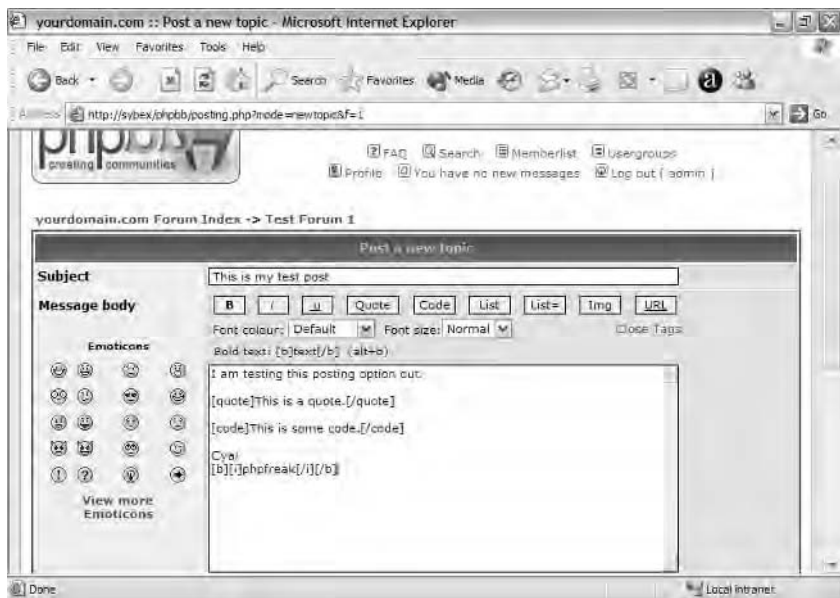 yourdomain.com :: Post a new topic - Microsoft Internet Explorer
File Edit View Favorites Tools Help
Back Search Favorites Media
Address http://sybex/phpbb/posting.php?mode=newtopic&f=1 Go
phpBB
creating communities
FAQ Search Memberlist Usergroups
Profile You have no new messages Log out [ admin ]
yourdomain.com Forum Index -> Test Forum 1
Post a new topic
Subject This is my test post
Message body B i u Quote Code List List= Img URL
Font colour: Default Font size: Normal Close Tags
Emoticons
Bold text: [b]text[/b] (alt+b)
I am testing this posting option out.
[quote]This is a quote.[/quote]
[code]This is some code.[/code]
Cya!
[b][i]phpfreak[/i][/b]
View more
Emoticons
Done Local intranet